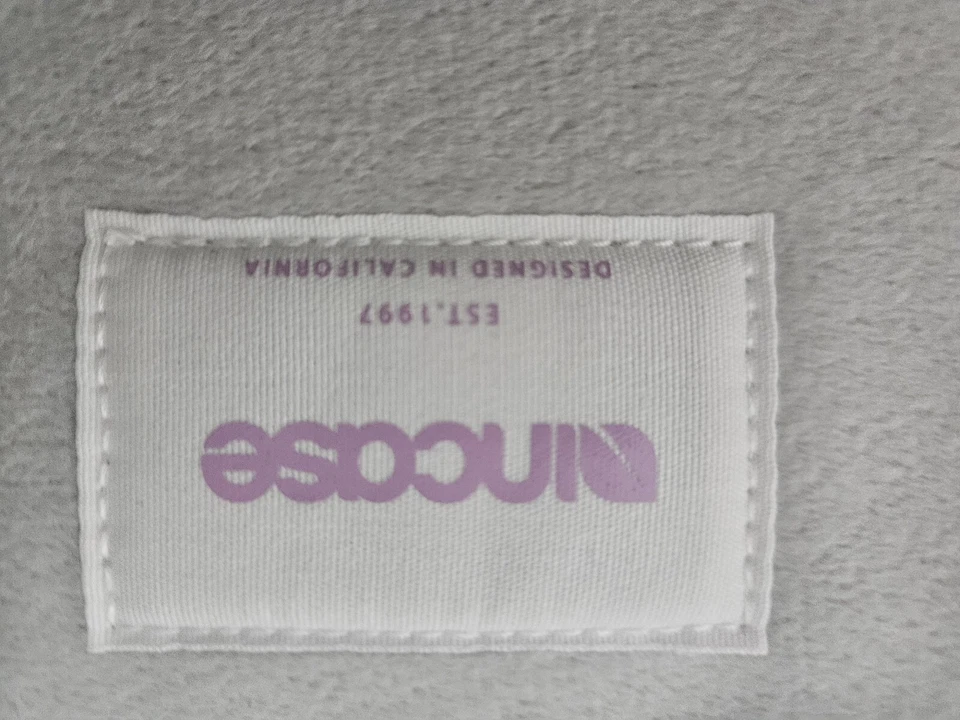 incase
EST.1997
DESIGNED IN CALIFORNIA